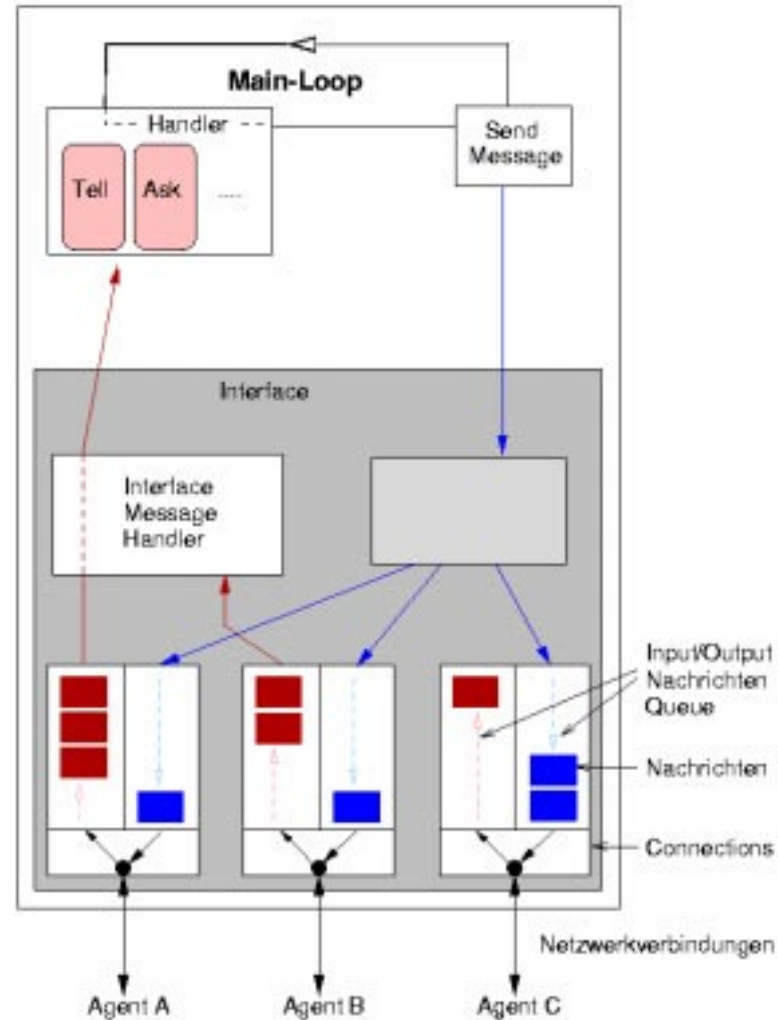 Main-Loop
Handler
Send
Message
Tell
Ask
....
Interface
Interface
Message
Handler
Input/Output
Nachrichten
Queue
Nachrichten
Connections
Netzwerkverbindungen
Agent A
Agent B
Agent C